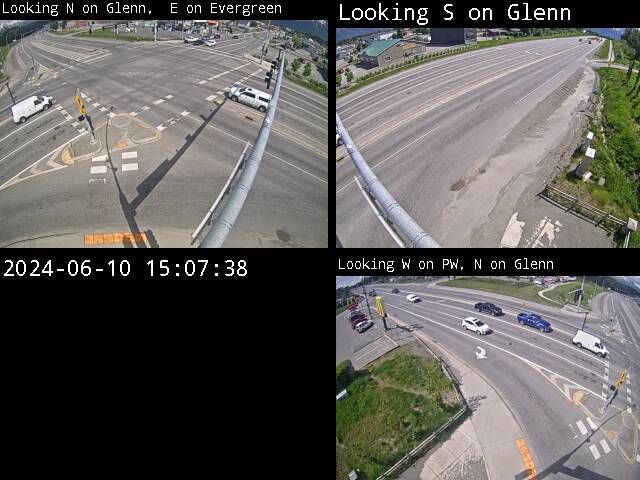 Looking N on Glenn,  E on Evergreen
Looking S on Glenn
2024-06-10 15:07:38
Looking W on PW, N on Glenn